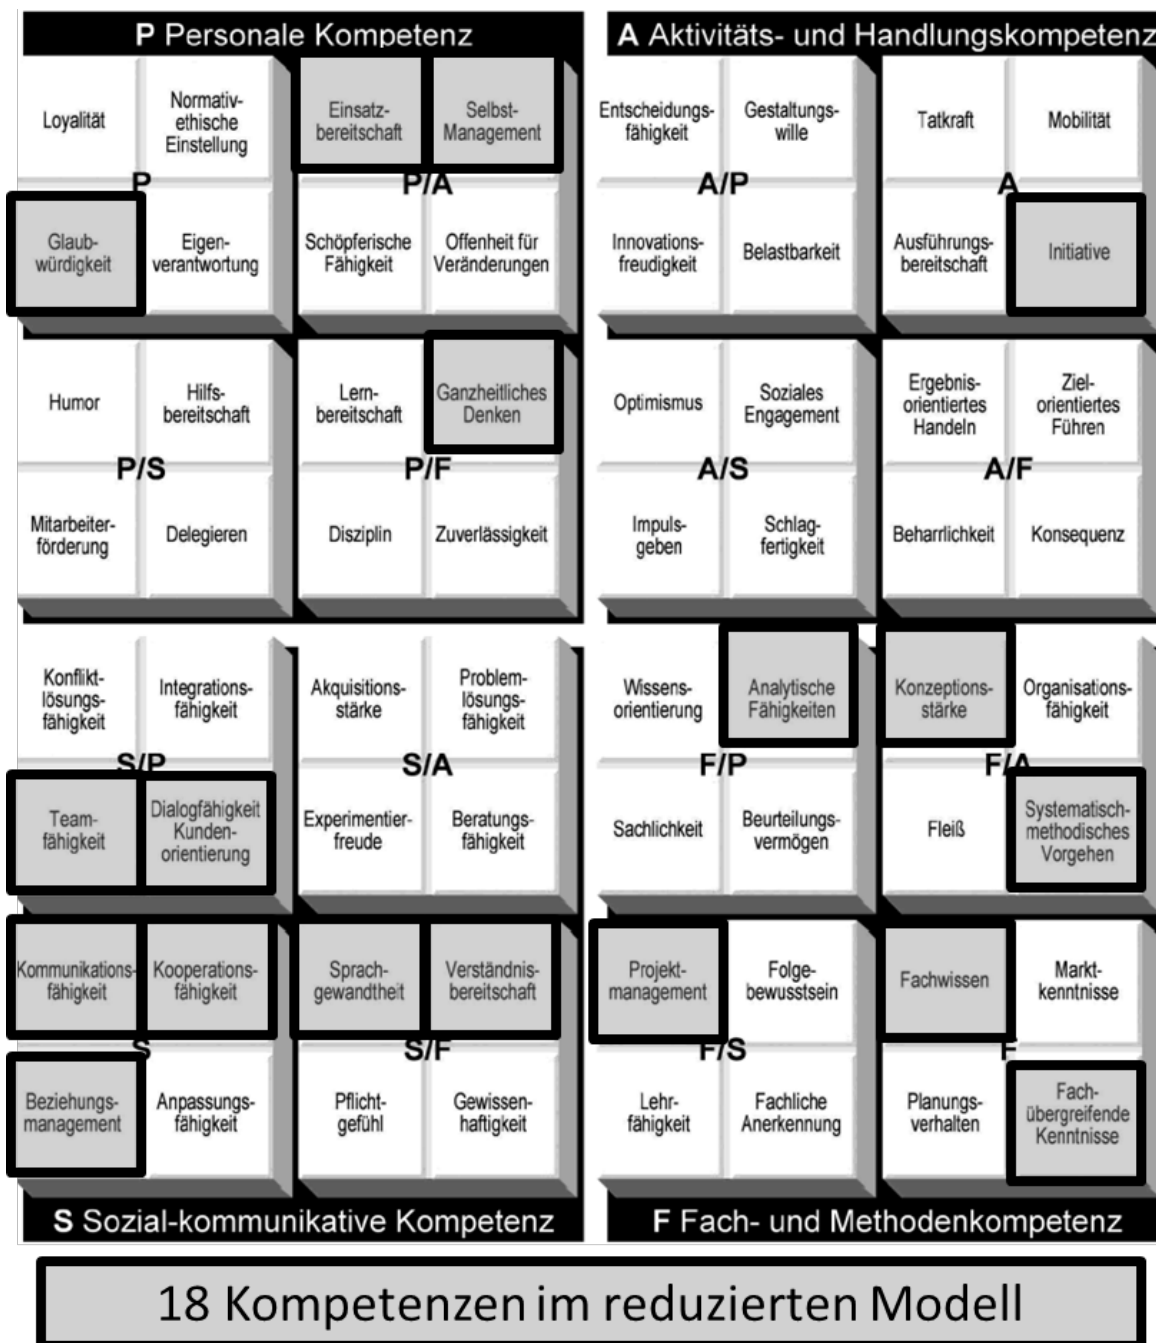 P Personale Kompetenz
Loyalität
Normativ-
ethische
Einstellung
Einsatz-
bereitschaft
Selbst-
Management
P
P/A
Glaub-
würdigkeit
Eigen-
verantwortung
Schöpferische
Fähigkeit
Offenheit für
Veränderungen
Humor
Hilfs-
bereitschaft
Lern-
bereitschaft
Ganzheitliches
Denken
P/S
P/F
Mitarbeiter-
förderung
Delegieren
Disziplin
Zuverlässigkeit
A Aktivitäts- und Handlungskompetenz
Entscheidungs-
fähigkeit
Gestaltungs-
wille
Tatkraft
Mobilität
A/P
A
Innovations-
freudigkeit
Belastbarkeit
Ausführungs-
bereitschaft
Initiative
Optimismus
Soziales
Engagement
Ergebnis-
orientiertes
Handeln
Ziel-
orientiertes
Führen
A/S
A/F
Impuls-
geben
Schlag-
fertigkeit
Beharrlichkeit
Konsequenz
Konflikt-
lösungs-
fähigkeit
Integrations-
fähigkeit
Akquisitions-
stärke
Problem-
lösungs-
fähigkeit
S/P
S/A
Team-
fähigkeit
Dialogfähigkeit
Kunden-
orientierung
Experimentier-
freude
Beratungs-
fähigkeit
Kommunikations-
fähigkeit
Kooperations-
fähigkeit
Sprach-
gewandtheit
Verständnis-
bereitschaft
S
S/F
Beziehungs-
management
Anpassungs-
fähigkeit
Pflicht-
gefühl
Gewissen-
haftigkeit
S Sozial-kommunikative Kompetenz
Wissens-
orientierung
Analytische
Fähigkeiten
Konzeptions-
stärke
Organisations-
fähigkeit
F/P
F/A
Sachlichkeit
Beurteilungs-
vermögen
Fleiß
Systematisch-
methodisches
Vorgehen
Projekt-
management
Folge-
bewusstsein
Fachwissen
Markt-
kenntnisse
F/S
F
Lehr-
fähigkeit
Fachliche
Anerkennung
Planungs-
verhalten
Fach-
übergreifende
Kenntnisse
F Fach- und Methodenkompetenz
18 Kompetenzen im reduzierten Modell